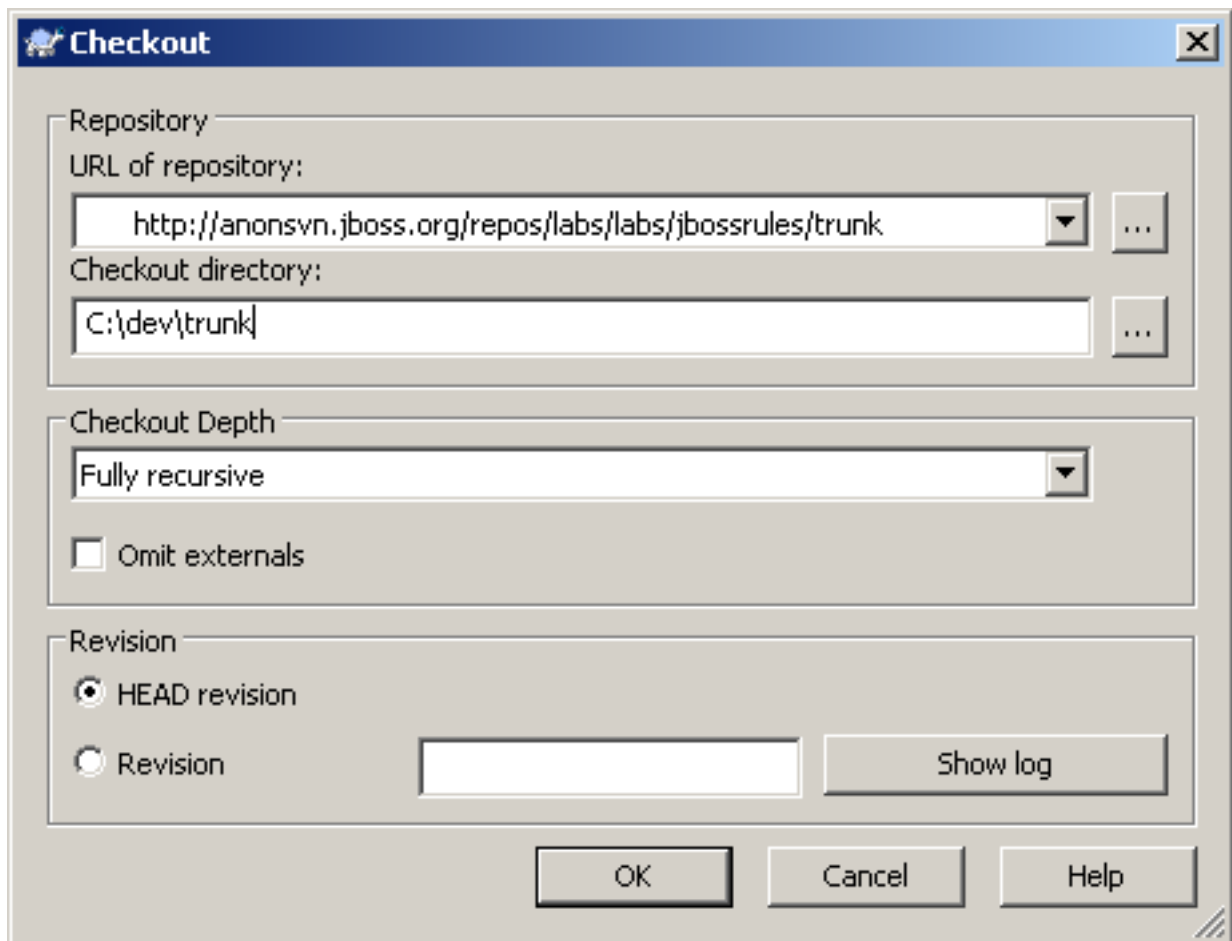 Checkout
Repository
URL of repository:
http://anonsvn.jboss.org/repos/labs/labs/jbossrules/trunk
...
Checkout directory:
C:\dev\trunk
...
Checkout Depth
Fully recursive
Omit externals
Revision
HEAD revision
Revision
Show log
OK
Cancel
Help